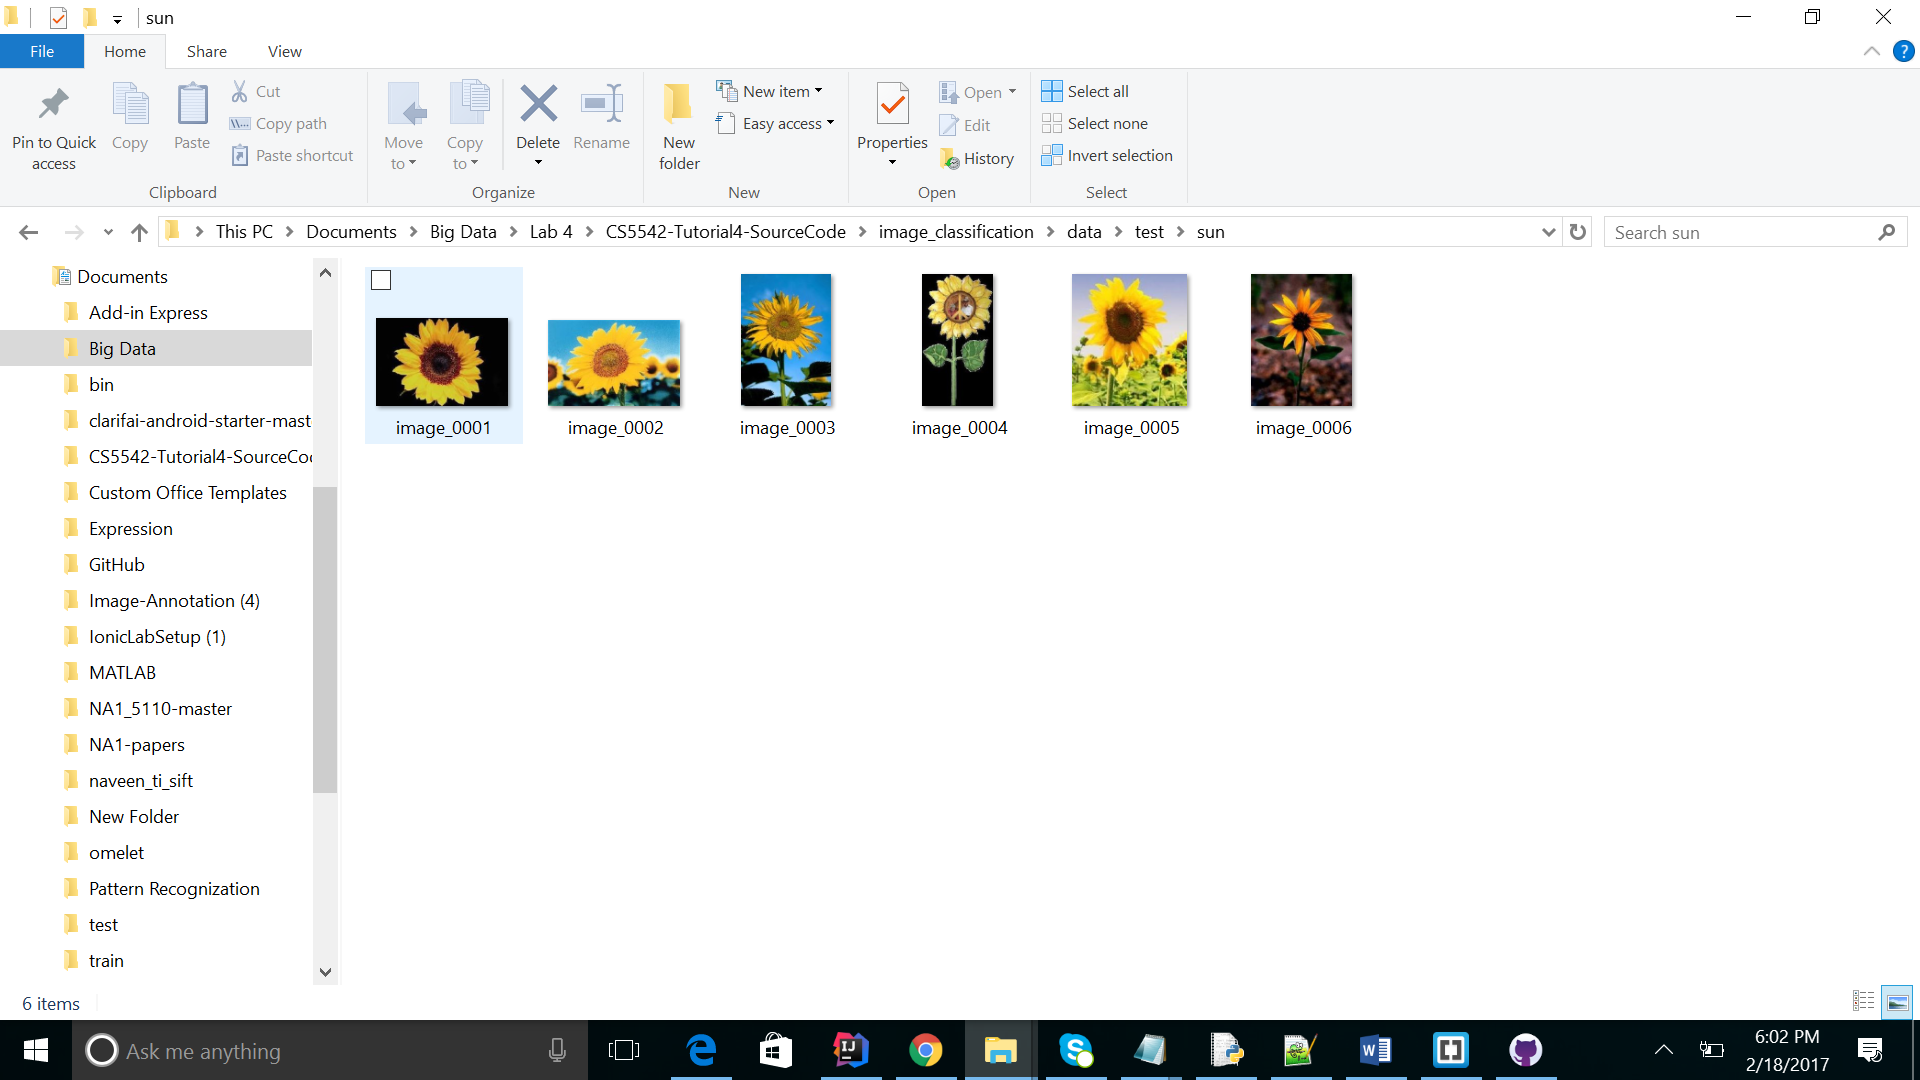 sun
File
Home
Share
View
?
Pin to Quick access
Copy
Paste
Cut
Copy path
Paste shortcut
Clipboard
Move to
Copy to
Delete
Rename
Organize
New folder
New item
Easy access
New
Properties
Open
Edit
History
Open
Select all
Select none
Invert selection
Select
This PC > Documents > Big Data > Lab 4 > CS5542-Tutorial4-SourceCode > image_classification > data > test > sun
Search sun
Documents
Add-in Express
Big Data
bin
clarifai-android-starter-mast
CS5542-Tutorial4-SourceCo
Custom Office Templates
Expression
GitHub
Image-Annotation (4)
IonicLabSetup (1)
MATLAB
NA1_5110-master
NA1-papers
naveen_ti_sift
New Folder
omelet
Pattern Recognization
test
train
image_0001
image_0002
image_0003
image_0004
image_0005
image_0006
6 items
Ask me anything
6:02 PM
2/18/2017